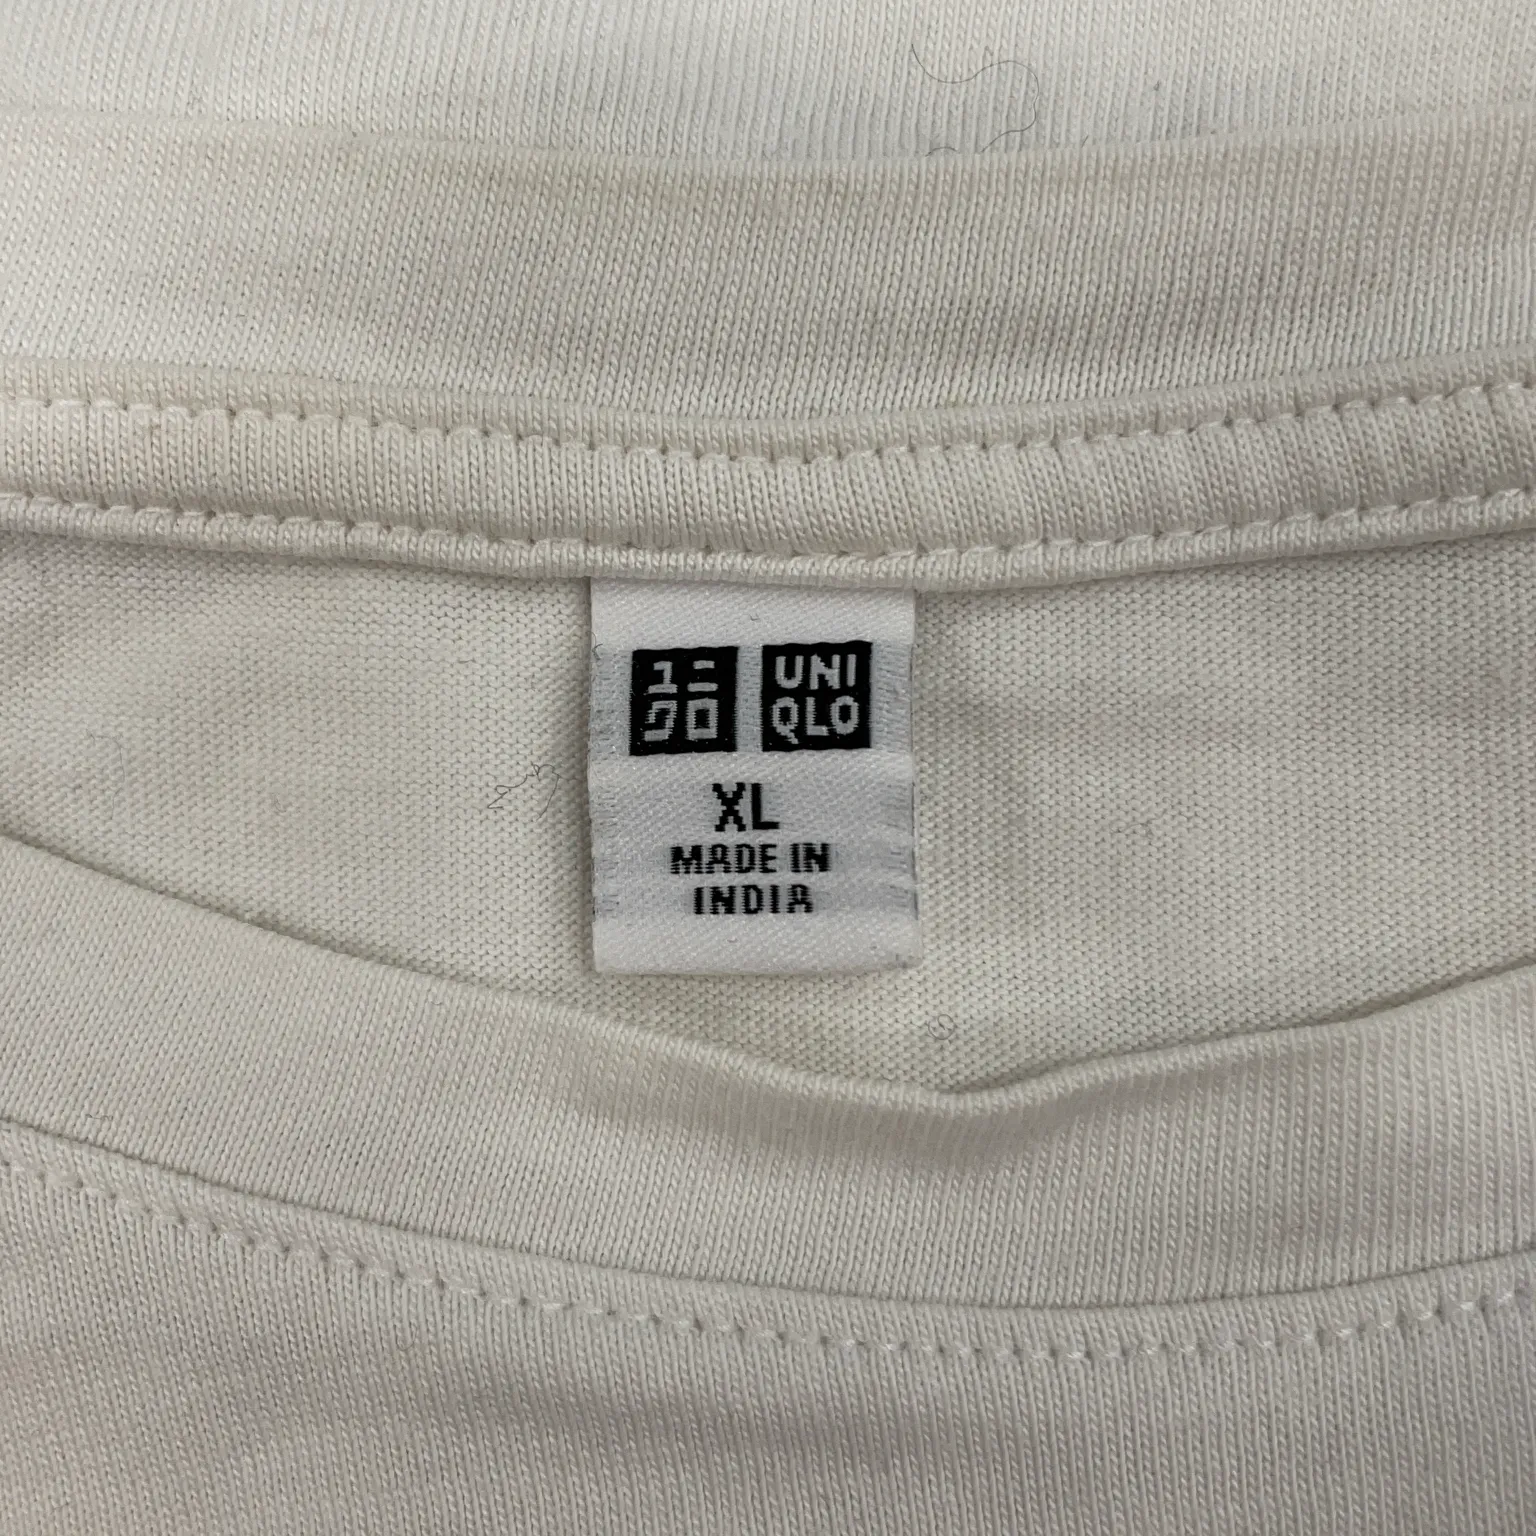 ユニ
クロ
UNI
QLO
XL
MADE IN
INDIA